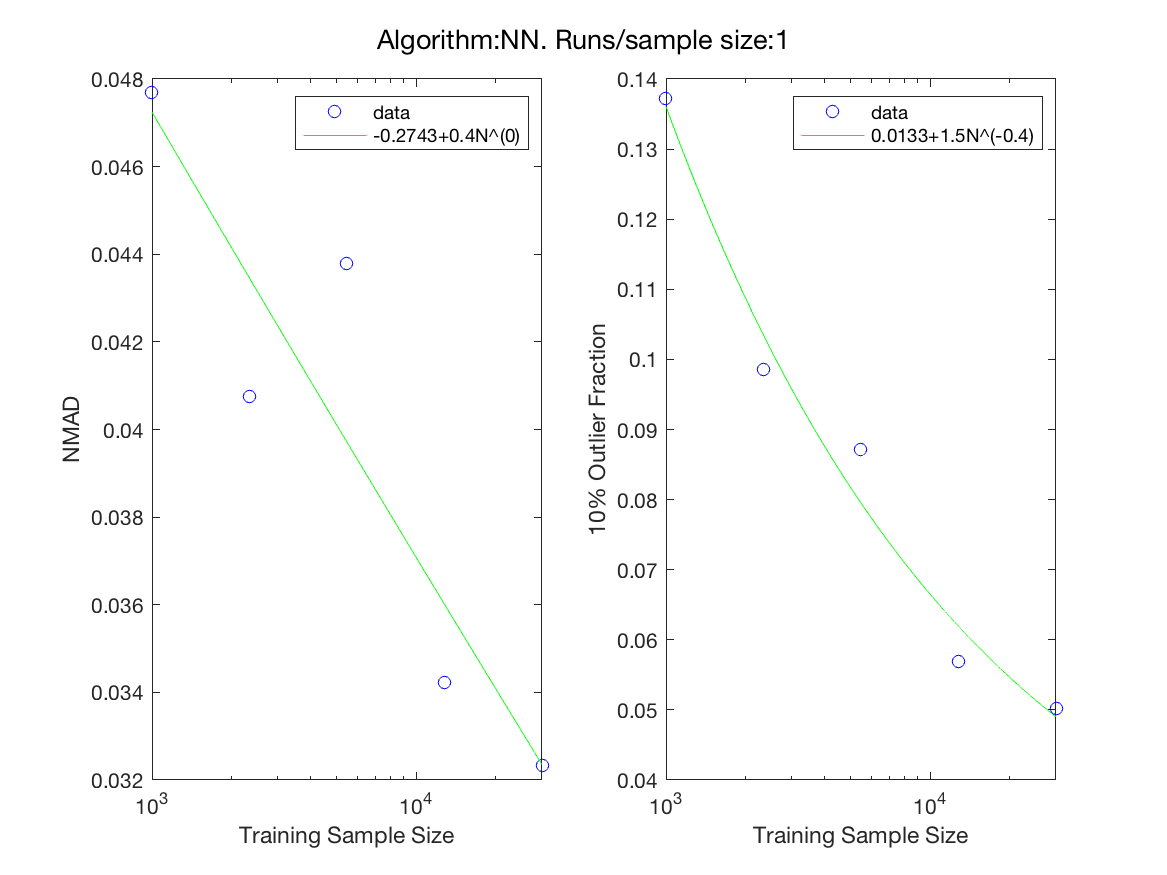 Algorithm:NN. Runs/sample size:1
0.048
0.046
0.044
0.042
0.04
0.038
0.036
0.034
0.032
NMAD
10^3
10^4
Training Sample Size
data
-0.2743+0.4N^(0)
0.14
0.13
0.12
0.11
0.1
0.09
0.08
0.07
0.06
0.05
0.04
10% Outlier Fraction
10^3
10^4
Training Sample Size
data
0.0133+1.5N^(-0.4)